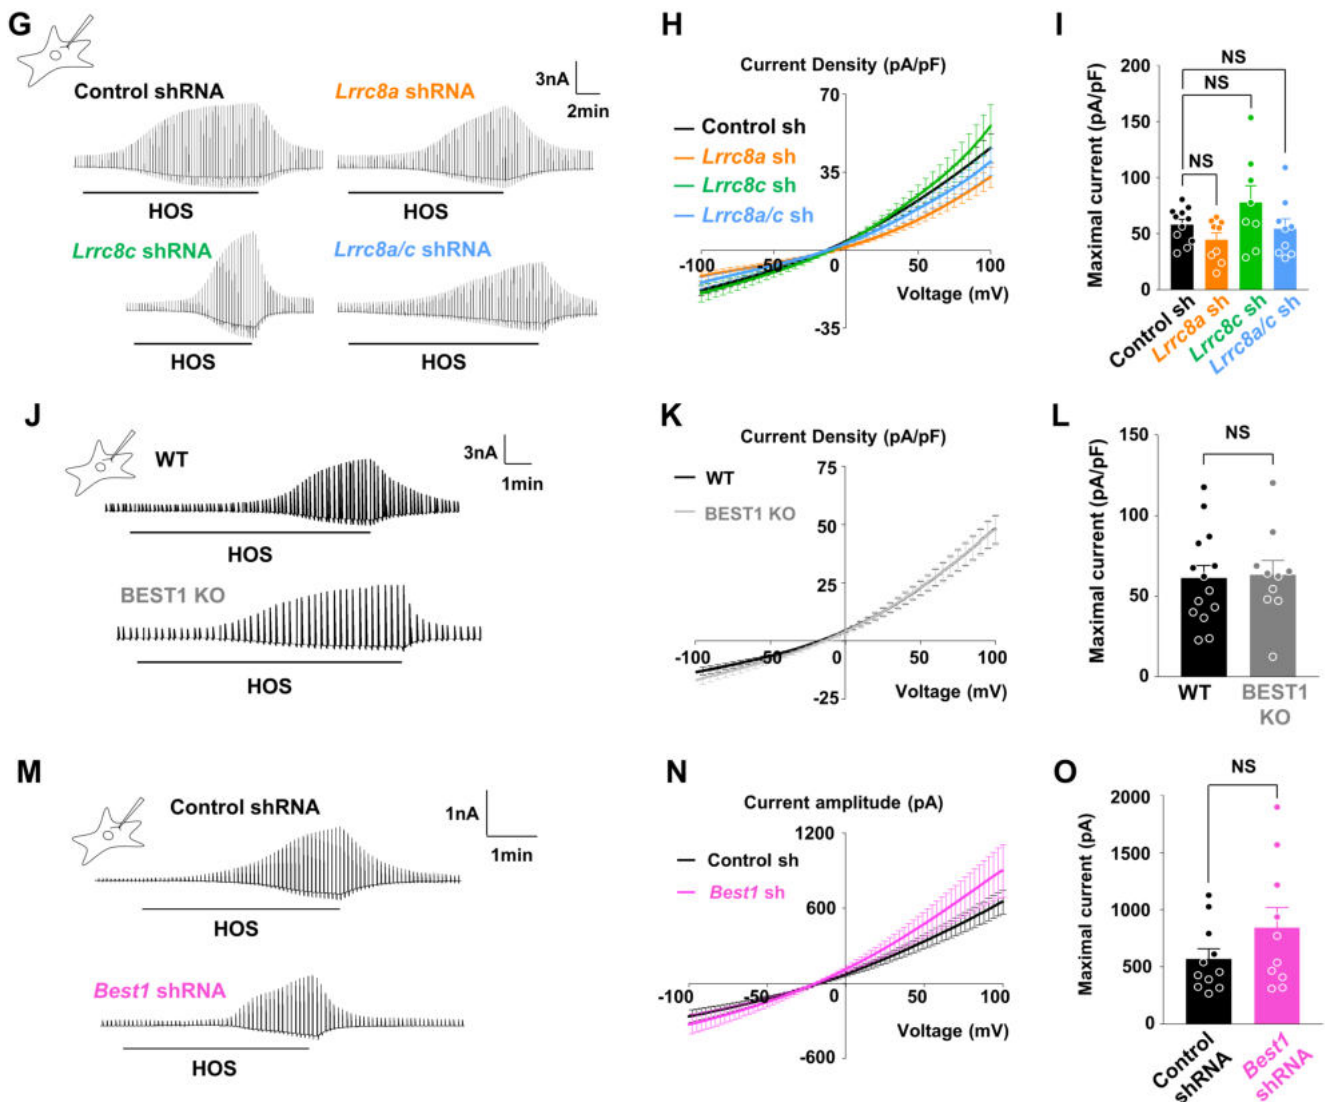 G
Control shRNA
Lrrc8a shRNA
3nA
2min
HOS
HOS
Lrrc8c shRNA
Lrrc8a/c shRNA
HOS
HOS
H
Current Density (pA/pF)
70
35
-35
Control sh
Lrrc8a sh
Lrrc8c sh
Lrrc8a/c sh
-100
-50
0
50
100
Voltage (mV)
I
Maximal current (pA/pF)
200
150
100
50
0
NS
NS
NS
Control sh
Lrrc8a sh
Lrrc8c sh
Lrrc8a/c sh
J
WT
3nA
1min
HOS
BEST1 KO
HOS
K
Current Density (pA/pF)
75
50
25
-25
WT
BEST1 KO
-100
-50
0
50
100
Voltage (mV)
L
Maximal current (pA/pF)
150
100
50
0
NS
WT
BEST1
KO
M
Control shRNA
1nA
1min
HOS
Best1 shRNA
HOS
N
Current amplitude (pA)
1200
600
-600
Control sh
Best1 sh
-100
-50
0
50
100
Voltage (mV)
O
Maximal current (pA)
2000
1500
1000
500
0
NS
Control
shRNA
Best1
shRNA